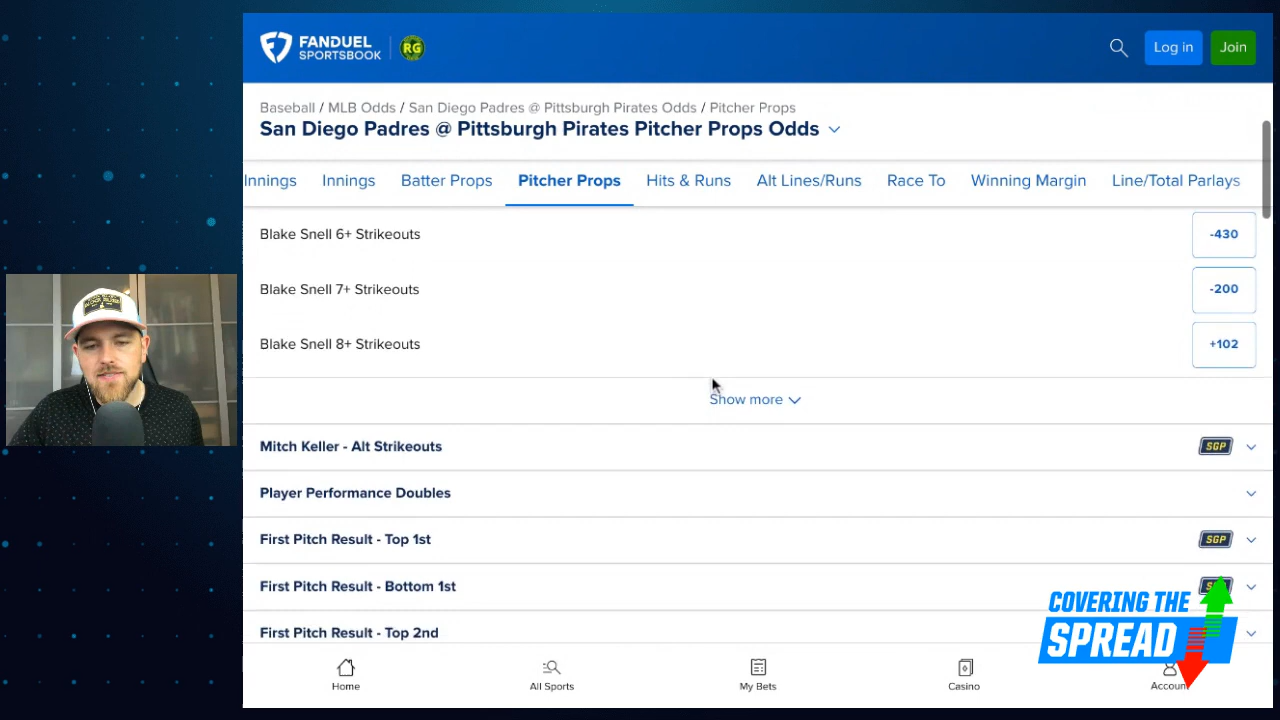 FANDUEL
SPORTSBOOK
RG
Log in
Join
Baseball / MLB Odds / San Diego Padres @ Pittsburgh Pirates Odds / Pitcher Props
San Diego Padres @ Pittsburgh Pirates Pitcher Props Odds
Innings Innings Batter Props Pitcher Props Hits & Runs Alt Lines/Runs Race To Winning Margin Line/Total Parlays
Blake Snell 6+ Strikeouts -430
Blake Snell 7+ Strikeouts -200
Blake Snell 8+ Strikeouts +102
Show more
Mitch Keller - Alt Strikeouts SGP
Player Performance Doubles
First Pitch Result - Top 1st SGP
First Pitch Result - Bottom 1st
First Pitch Result - Top 2nd
COVERING THE
SPREAD
Home All Sports My Bets Casino Account